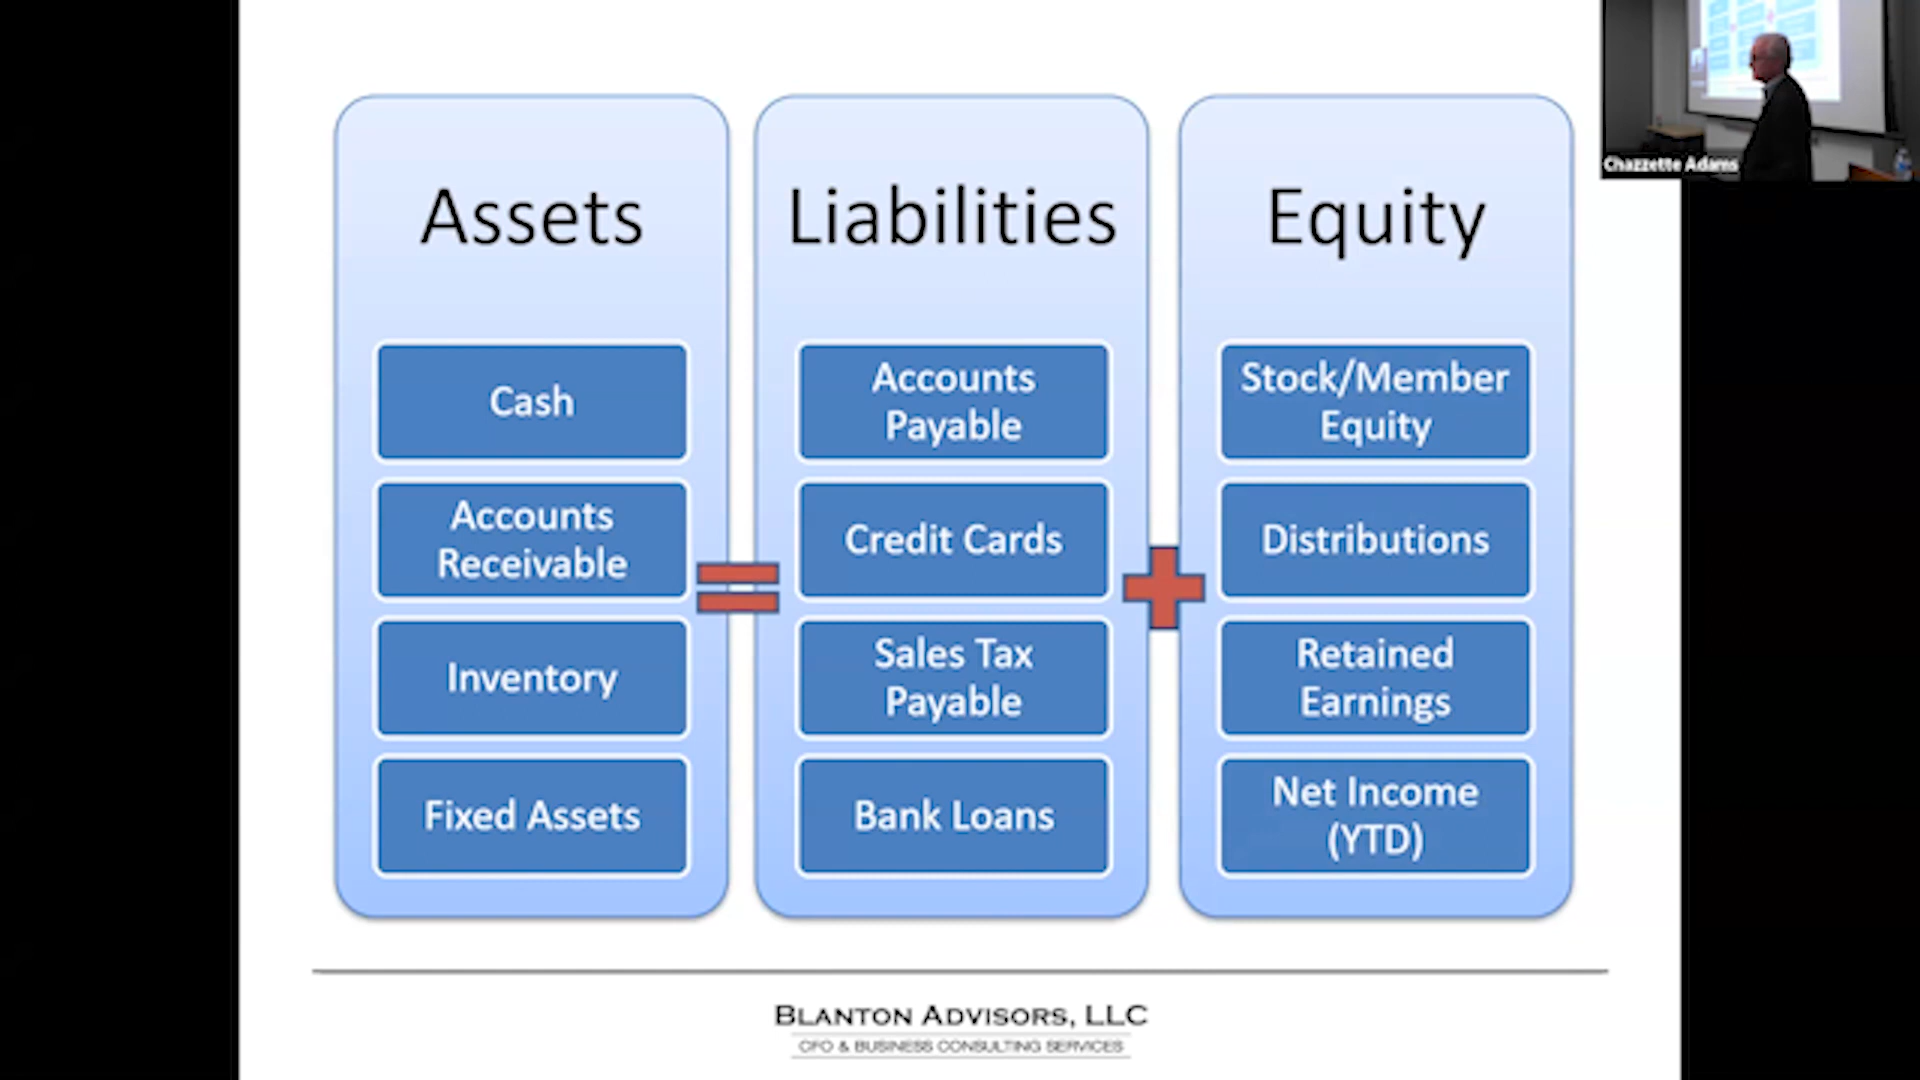 Chazzette Adams
Assets
Cash
Accounts
Receivable
Inventory
Fixed Assets
Liabilities
Accounts
Payable
Credit Cards
Sales Tax
Payable
Bank Loans
Equity
Stock/Member
Equity
Distributions
Retained
Earnings
Net Income
(YTD)
BLANTON ADVISORS, LLC
CFO & BUSINESS CONSULTING SERVICES